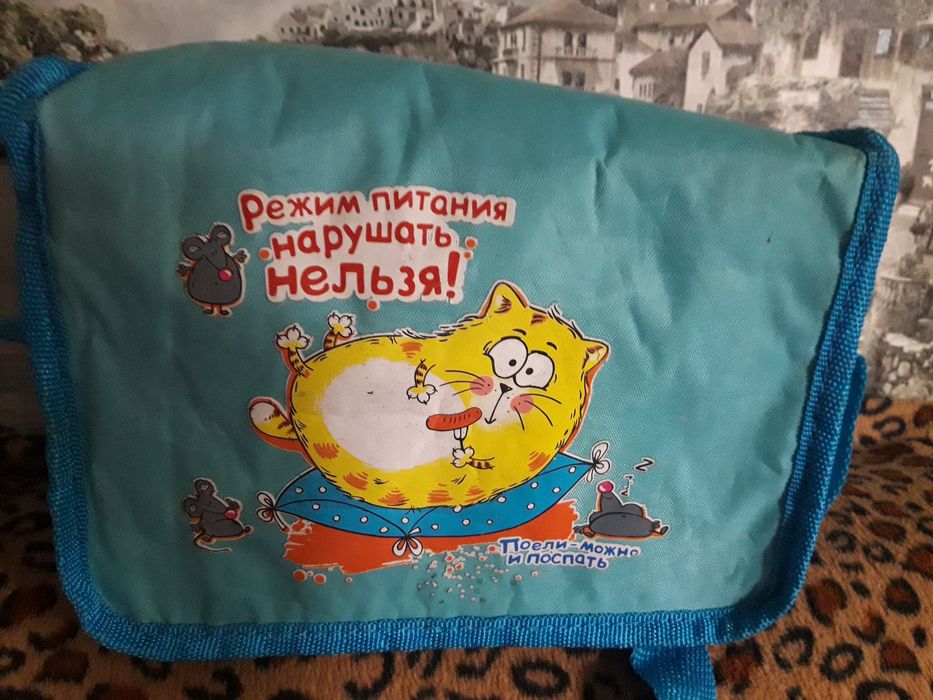 Режим питания
нарушать
нельзя!
z
Поели-можно
и поспать